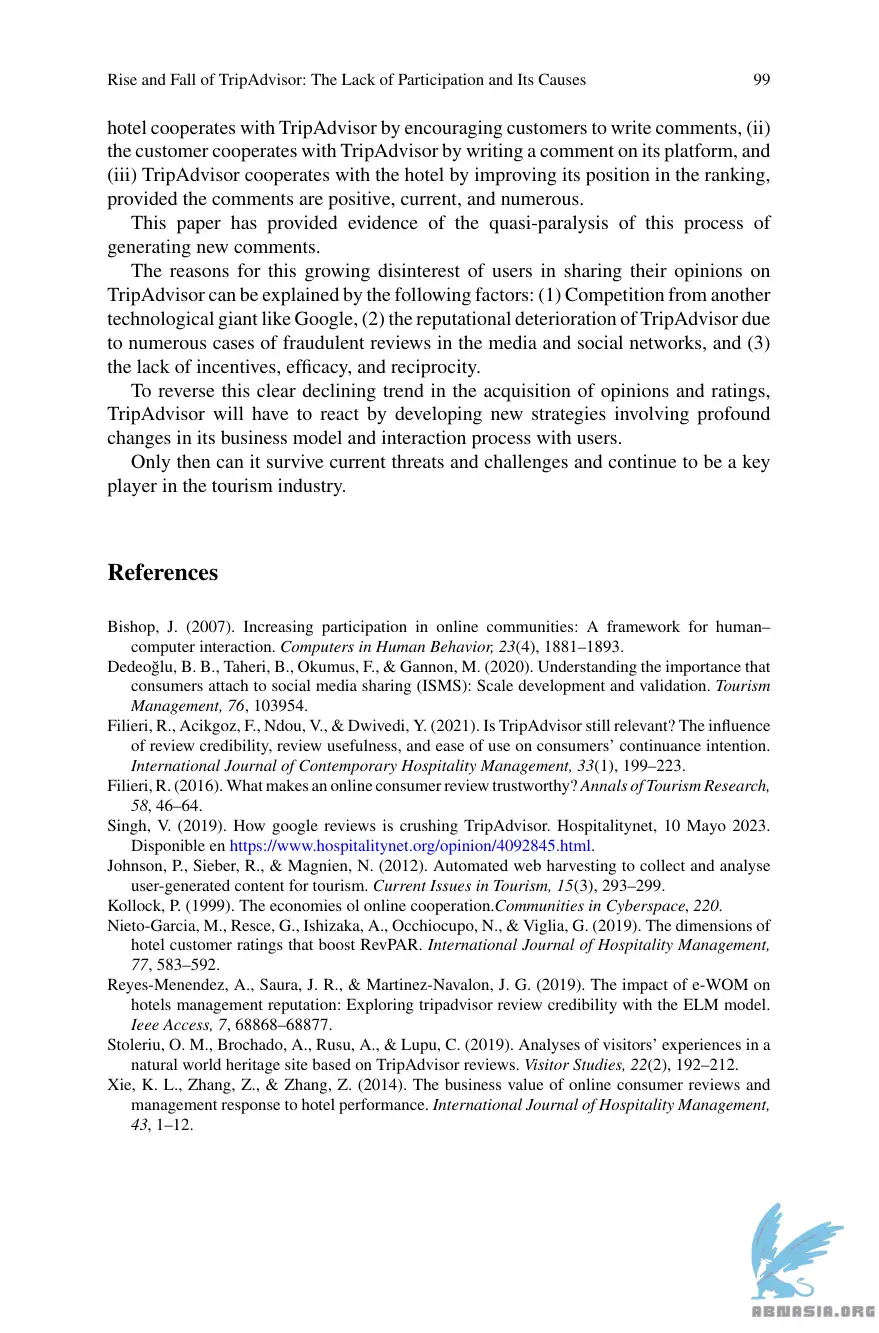 Rise and Fall of TripAdvisor: The Lack of Participation and Its Causes 99
hotel cooperates with TripAdvisor by encouraging customers to write comments, (ii)
the customer cooperates with TripAdvisor by writing a comment on its platform, and
(iii) TripAdvisor cooperates with the hotel by improving its position in the ranking,
provided the comments are positive, current, and numerous.
This paper has provided evidence of the quasi-paralysis of this process of
generating new comments.
The reasons for this growing disinterest of users in sharing their opinions on
TripAdvisor can be explained by the following factors: (1) Competition from another
technological giant like Google, (2) the reputational deterioration of TripAdvisor due
to numerous cases of fraudulent reviews in the media and social networks, and (3)
the lack of incentives, efficacy, and reciprocity.
To reverse this clear declining trend in the acquisition of opinions and ratings,
TripAdvisor will have to react by developing new strategies involving profound
changes in its business model and interaction process with users.
Only then can it survive current threats and challenges and continue to be a key
player in the tourism industry.
References
Bishop, J. (2007). Increasing participation in online communities: A framework for human–
computer interaction. Computers in Human Behavior, 23(4), 1881–1893.
Dedeoğlu, B. B., Taheri, B., Okumus, F., & Gannon, M. (2020). Understanding the importance that
consumers attach to social media sharing (ISMS): Scale development and validation. Tourism
Management, 76, 103954.
Filieri, R., Acikgoz, F., Ndou, V., & Dwivedi, Y. (2021). Is TripAdvisor still relevant? The influence
of review credibility, review usefulness, and ease of use on consumers’ continuance intention.
International Journal of Contemporary Hospitality Management, 33(1), 199–223.
Filieri, R. (2016). What makes an online consumer review trustworthy? Annals of Tourism Research,
58, 46–64.
Singh, V. (2019). How google reviews is crushing TripAdvisor. Hospitalitynet, 10 Mayo 2023.
Disponible en https://www.hospitalitynet.org/opinion/4092845.html.
Johnson, P., Sieber, R., & Magnien, N. (2012). Automated web harvesting to collect and analyse
user-generated content for tourism. Current Issues in Tourism, 15(3), 293–299.
Kollock, P. (1999). The economies ol online cooperation.Communities in Cyberspace, 220.
Nieto-Garcia, M., Resce, G., Ishizaka, A., Occhiocupo, N., & Viglia, G. (2019). The dimensions of
hotel customer ratings that boost RevPAR. International Journal of Hospitality Management,
77, 583–592.
Reyes-Menendez, A., Saura, J. R., & Martinez-Navalon, J. G. (2019). The impact of e-WOM on
hotels management reputation: Exploring tripadvisor review credibility with the ELM model.
Ieee Access, 7, 68868–68877.
Stoleriu, O. M., Brochado, A., Rusu, A., & Lupu, C. (2019). Analyses of visitors’ experiences in a
natural world heritage site based on TripAdvisor reviews. Visitor Studies, 22(2), 192–212.
Xie, K. L., Zhang, Z., & Zhang, Z. (2014). The business value of online consumer reviews and
management response to hotel performance. International Journal of Hospitality Management,
43, 1–12.
ABNASIA.ORG